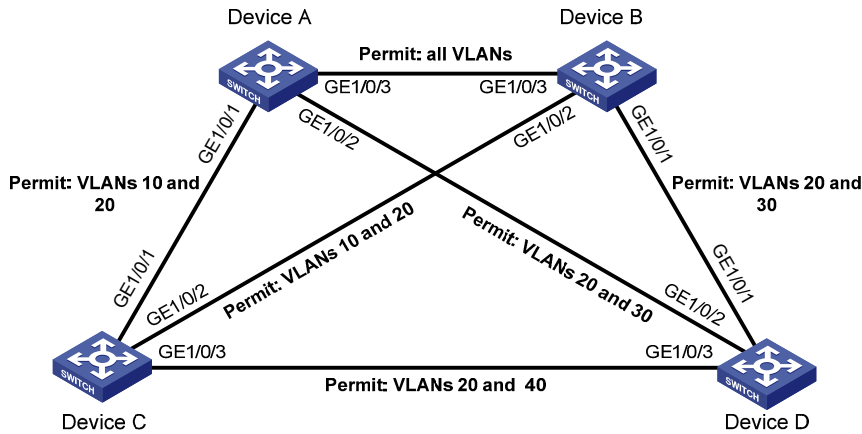 Device A
Device B
Permit: all VLANs
SWITCH
GE1/0/3
GE1/0/3
SWITCH
GE1/0/1
GE1/0/2
GE1/0/2
GE1/0/1
Permit: VLANs 10 and
20
Permit: VLANs 20 and
30
Permit: VLANs 10 and 20
Permit: VLANs 20 and 30
GE1/0/1
GE1/0/2
GE1/0/2
GE1/0/1
SWITCH
GE1/0/3
GE1/0/3
SWITCH
Permit: VLANs 20 and  40
Device C
Device D